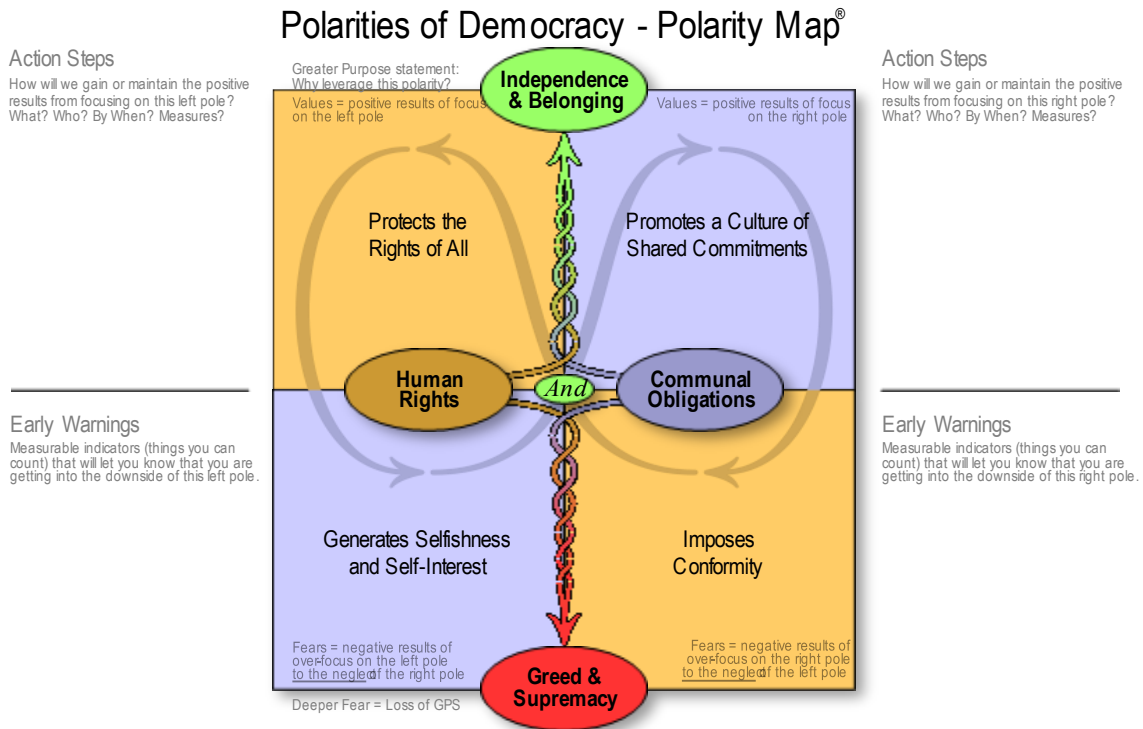 Polarities of Democracy - Polarity Map®
Action Steps
How will we gain or maintain the positive
results from focusing on this left pole?
What? Who? By When? Measures?
Greater Purpose statement:
Why leverage this polarity?
Values = positive results of focus
on the left pole
Independence
& Belonging
Values = positive results of focus
on the right pole
Action Steps
How will we gain or maintain the positive
results from focusing on this right pole?
What? Who? By When? Measures?
Protects the
Rights of All
Promotes a Culture of
Shared Commitments
Human
Rights
And
Communal
Obligations
Early Warnings
Measurable indicators (things you can
count) that will let you know that you are
getting into the downside of this left pole.
Early Warnings
Measurable indicators (things you can
count) that will let you know that you are
getting into the downside of this right pole.
Generates Selfishness
and Self-Interest
Imposes
Conformity
Fears = negative results of
over-focus on the left pole
to the neglect of the right pole
Fears = negative results of
over-focus on the right pole
to the neglect of the left pole
Greed &
Supremacy
Deeper Fear = Loss of GPS